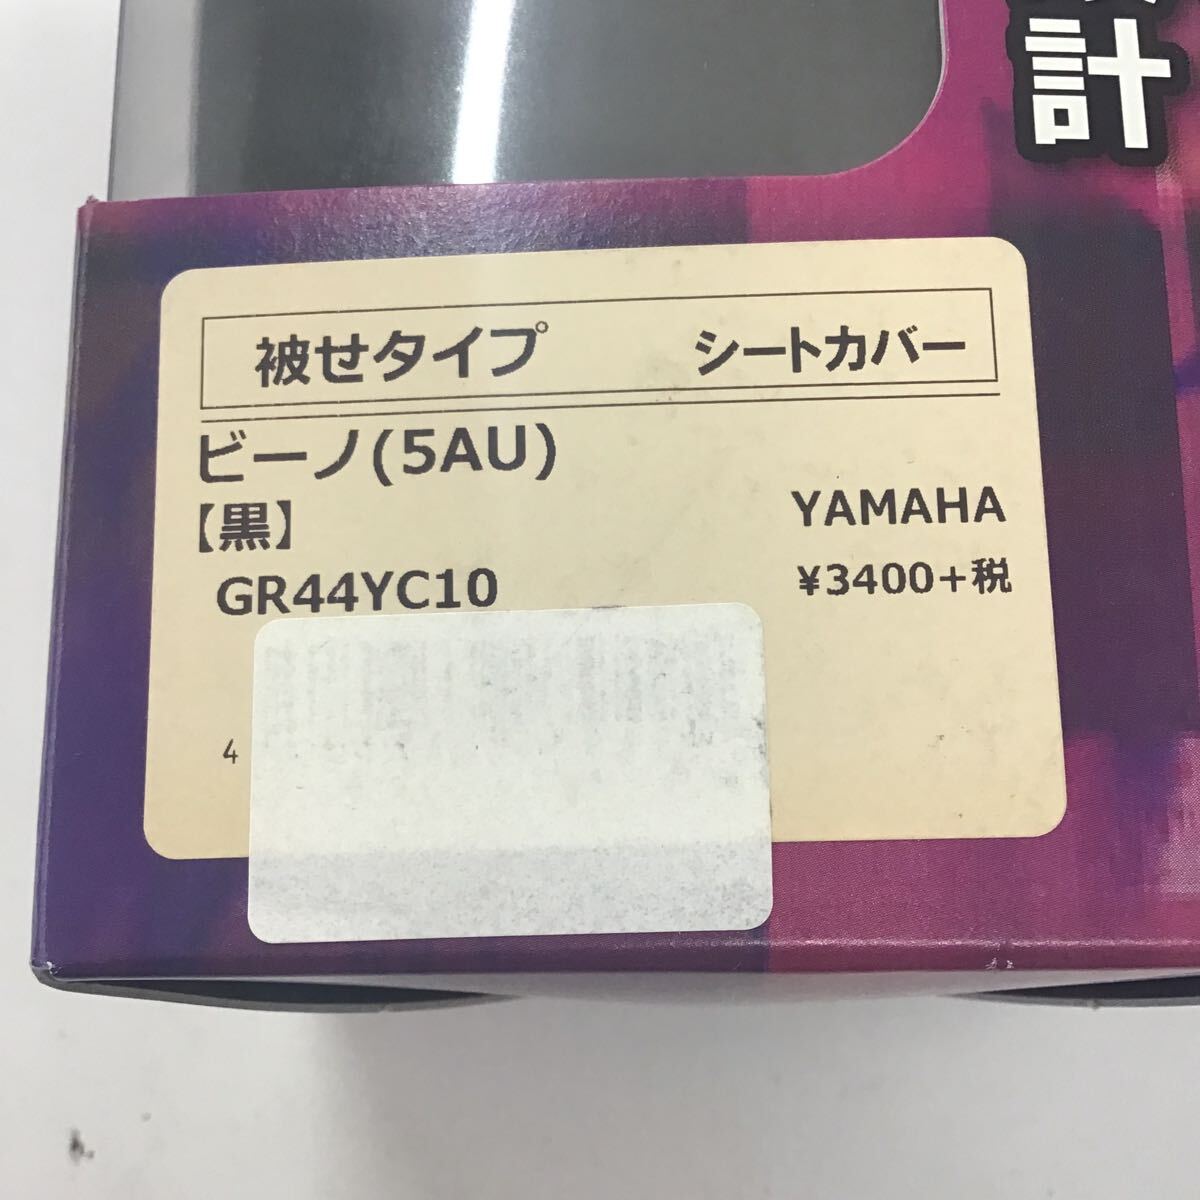 計
被せタイプ シートカバー
ビーノ(5AU)
【黒】 YAMAHA
GR44YC10 ¥3400+税
4